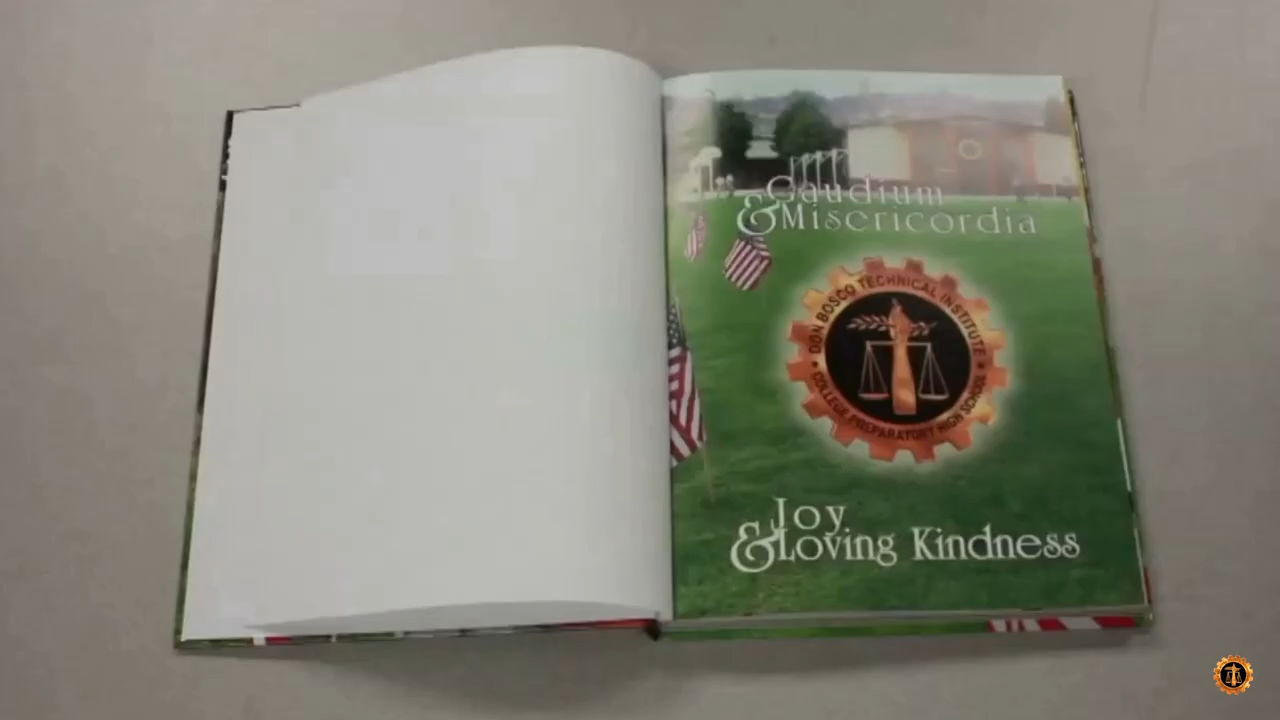 Gaudium
& Misericordia
DON BOSCO TECHNICAL INSTITUTE
COLLEGE PREPARATORY HIGH SCHOOL
Joy
& Loving Kindness